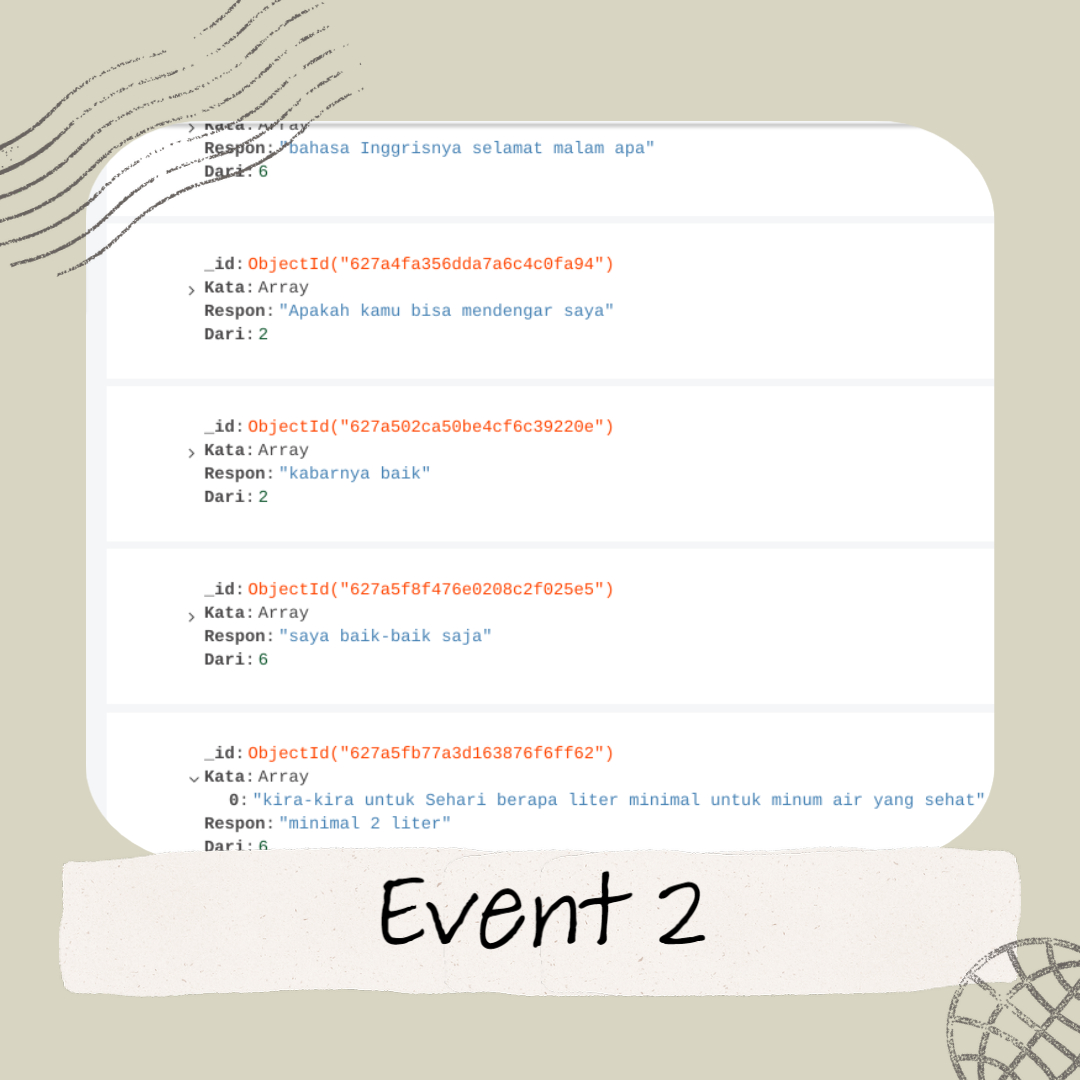 Kata: Array
Respon: "bahasa Inggrisnya selamat malam apa"
Dari: 6
_id: ObjectId("627a4fa356dda7a6c4c0fa94")
Kata: Array
Respon: "Apakah kamu bisa mendengar saya"
Dari: 2
_id: ObjectId("627a502ca50be4cf6c39220e")
Kata: Array
Respon: "kabarnya baik"
Dari: 2
_id: ObjectId("627a5f8f476e0208c2f025e5")
Kata: Array
Respon: "saya baik-baik saja"
Dari: 6
_id: ObjectId("627a5fb77a3d163876f6ff62")
Kata: Array
0: "kira-kira untuk Sehari berapa liter minimal untuk minum air yang sehat"
Respon: "minimal 2 liter"
Dari: 6
Event 2